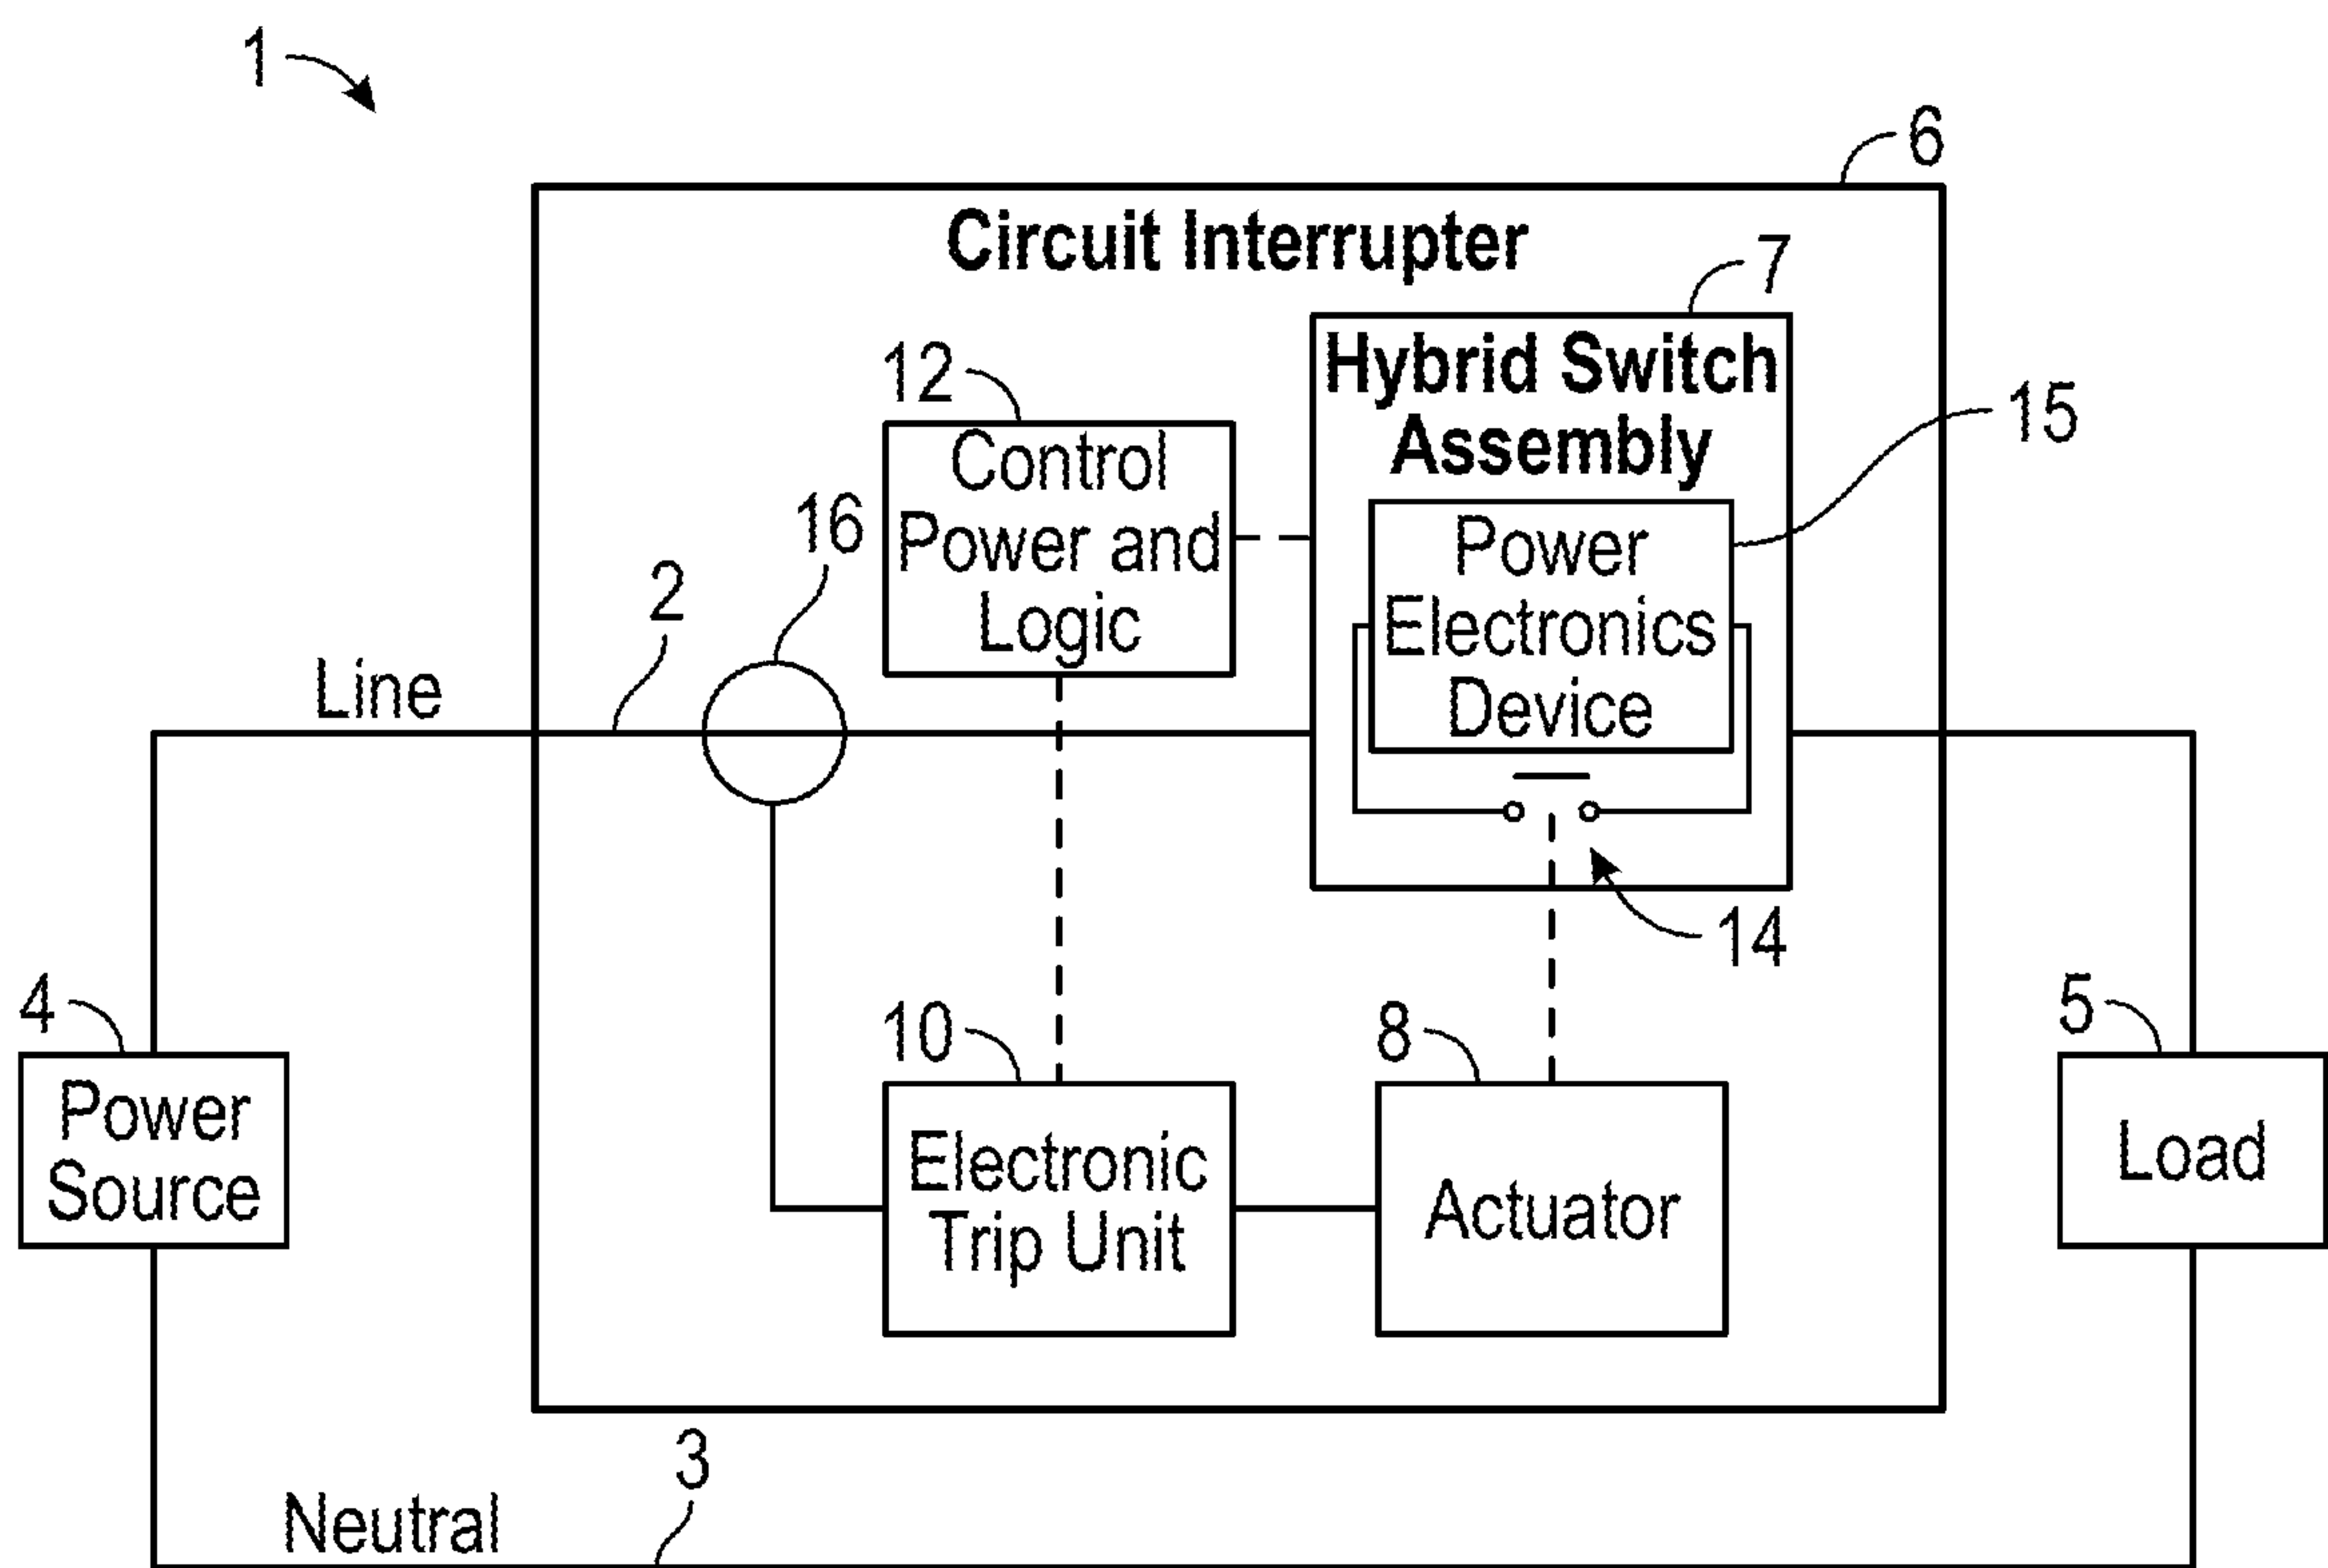 1
6
Circuit Interrupter
7
Hybrid Switch
Assembly
12
15
Control
Power and
Logic
16
Power
Electronics
Device
2
Line
14
4
10
8
5
Power
Source
Electronic
Trip Unit
Actuator
Load
3
Neutral